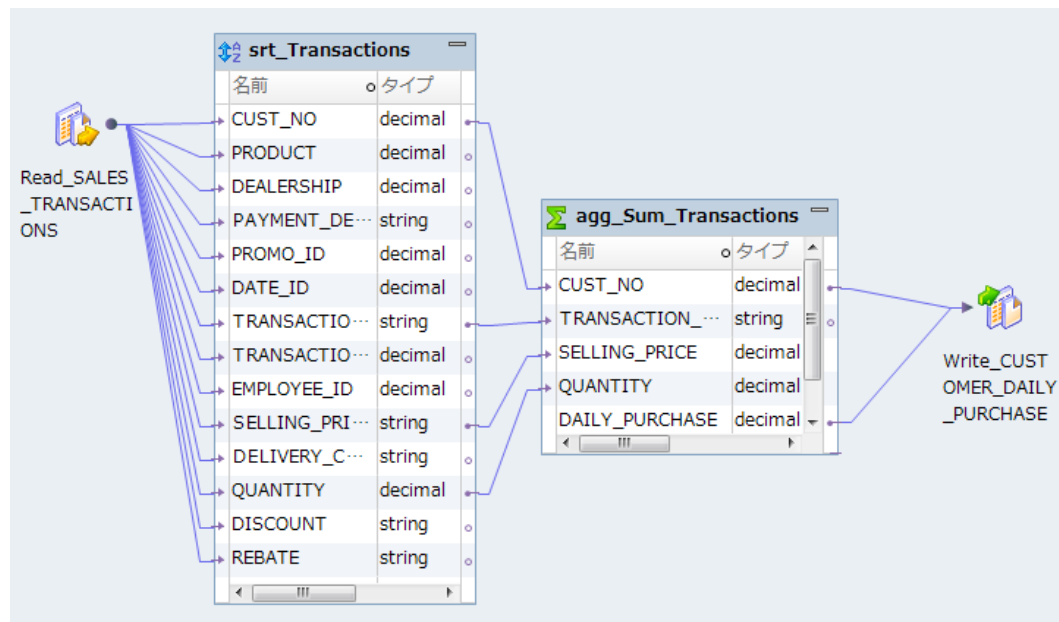 srt_Transactions
名前 タイプ
CUST_NO decimal
PRODUCT decimal
DEALERSHIP decimal
PAYMENT_DE… string
PROMO_ID decimal
DATE_ID decimal
TRANSACTIO… string
TRANSACTIO… decimal
EMPLOYEE_ID decimal
SELLING_PRI… string
DELIVERY_C… string
QUANTITY decimal
DISCOUNT string
REBATE string
Read_SALES
_TRANSACTI
ONS
agg_Sum_Transactions
名前 タイプ
CUST_NO decimal
TRANSACTION_… string
SELLING_PRICE decimal
QUANTITY decimal
DAILY_PURCHASE decimal
Write_CUST
OMER_DAILY
_PURCHASE